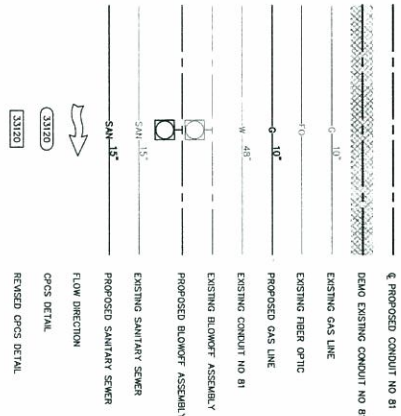 ℄ PROPOSED CONDUIT NO 81
DEMO EXISTING CONDUIT NO 8
G 10" EXISTING GAS LINE
FO EXISTING FIBER OPTIC
G 10" PROPOSED GAS LINE
W 48" EXISTING CONDUIT NO 81
EXISTING BLOWOFF ASSEMBLY
PROPOSED BLOWOFF ASSEMBLY
SAN 15" EXISTING SANITARY SEWER
SAN 15" PROPOSED SANITARY SEWER
FLOW DIRECTION
33120 CPCS DETAIL
33120 REVISED CPCS DETAIL